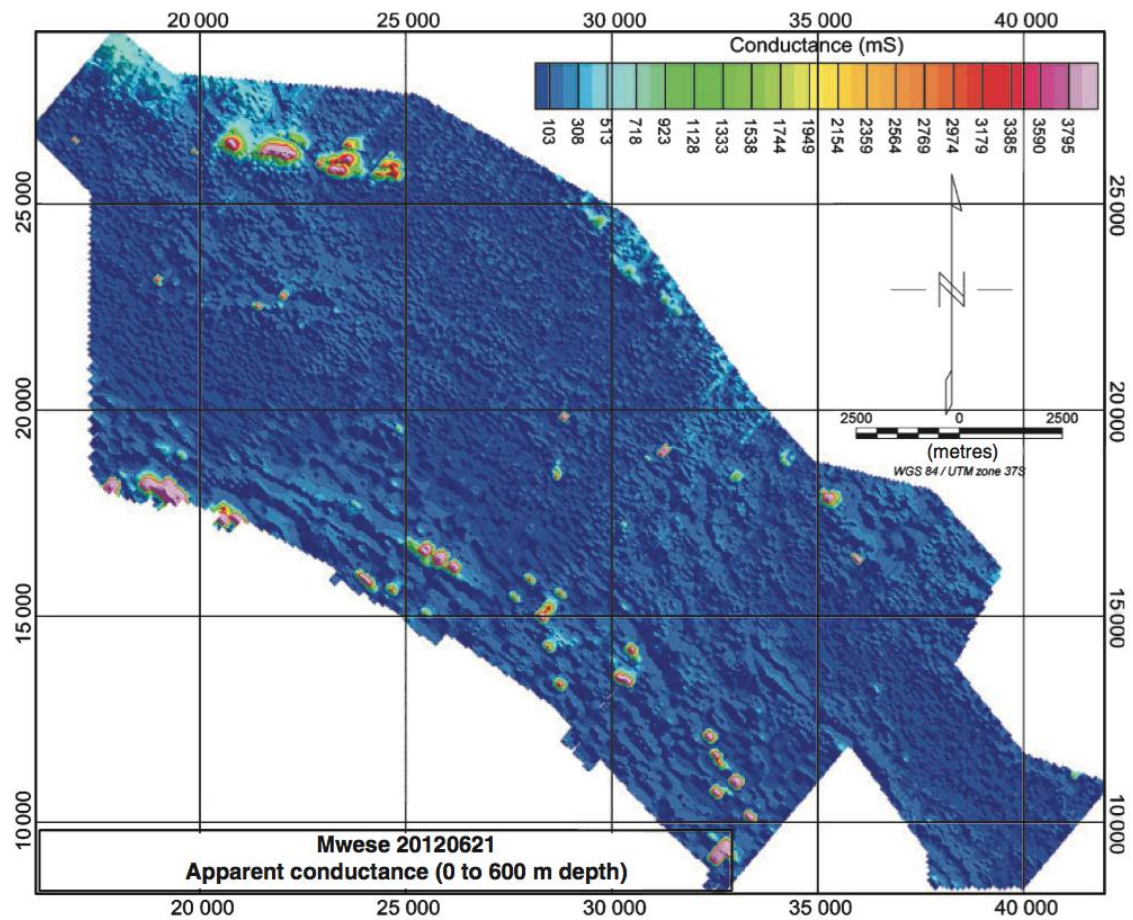 20 000 25 000 30 000 35 000 40 000
Conductance (mS)
103 308 513 718 923 1128 1333 1538 1744 1949 2154 2359 2564 2769 2974 3179 3385 3590 3795
25 000 25 000
N
20 000 20 000
2500 0 2500
(metres)
WGS 84 / UTM zone 37S
15 000 15 000
10 000 10 000
Mwese 20120621
Apparent conductance (0 to 600 m depth)
20 000 25 000 30 000 35 000 40 000